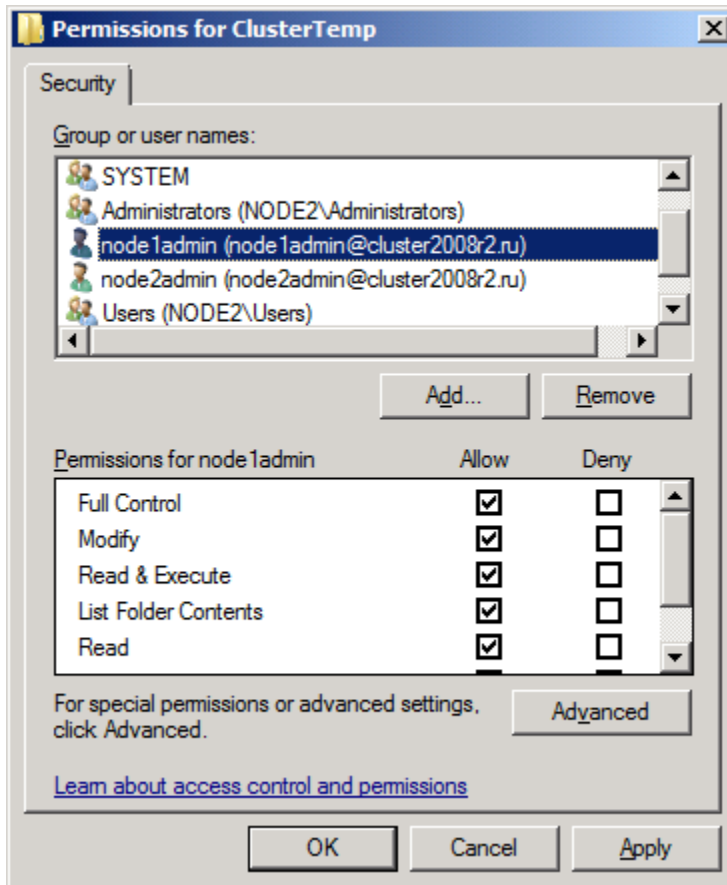 Permissions for ClusterTemp
Security
Group or user names:
SYSTEM
Administrators (NODE2\Administrators)
node1admin (node1admin@cluster2008r2.ru)
node2admin (node2admin@cluster2008r2.ru)
Users (NODE2\Users)
Add... Remove
Permissions for node1admin Allow Deny
Full Control
Modify
Read & Execute
List Folder Contents
Read
For special permissions or advanced settings, click Advanced.
Advanced
Learn about access control and permissions
OK Cancel Apply